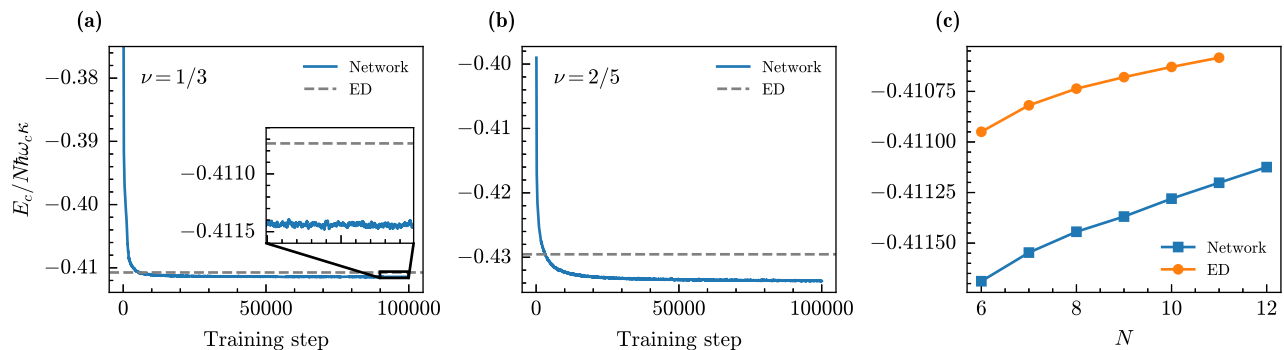 (a)
E_c/Nħω_cκ
−0.38
−0.39
−0.40
−0.41
ν = 1/3
Network
ED
−0.4110
−0.4115
0
50000
100000
Training step
(b)
−0.40
−0.41
−0.42
−0.43
ν = 2/5
Network
ED
0
50000
100000
Training step
(c)
−0.41075
−0.41100
−0.41125
−0.41150
Network
ED
6
8
10
12
N